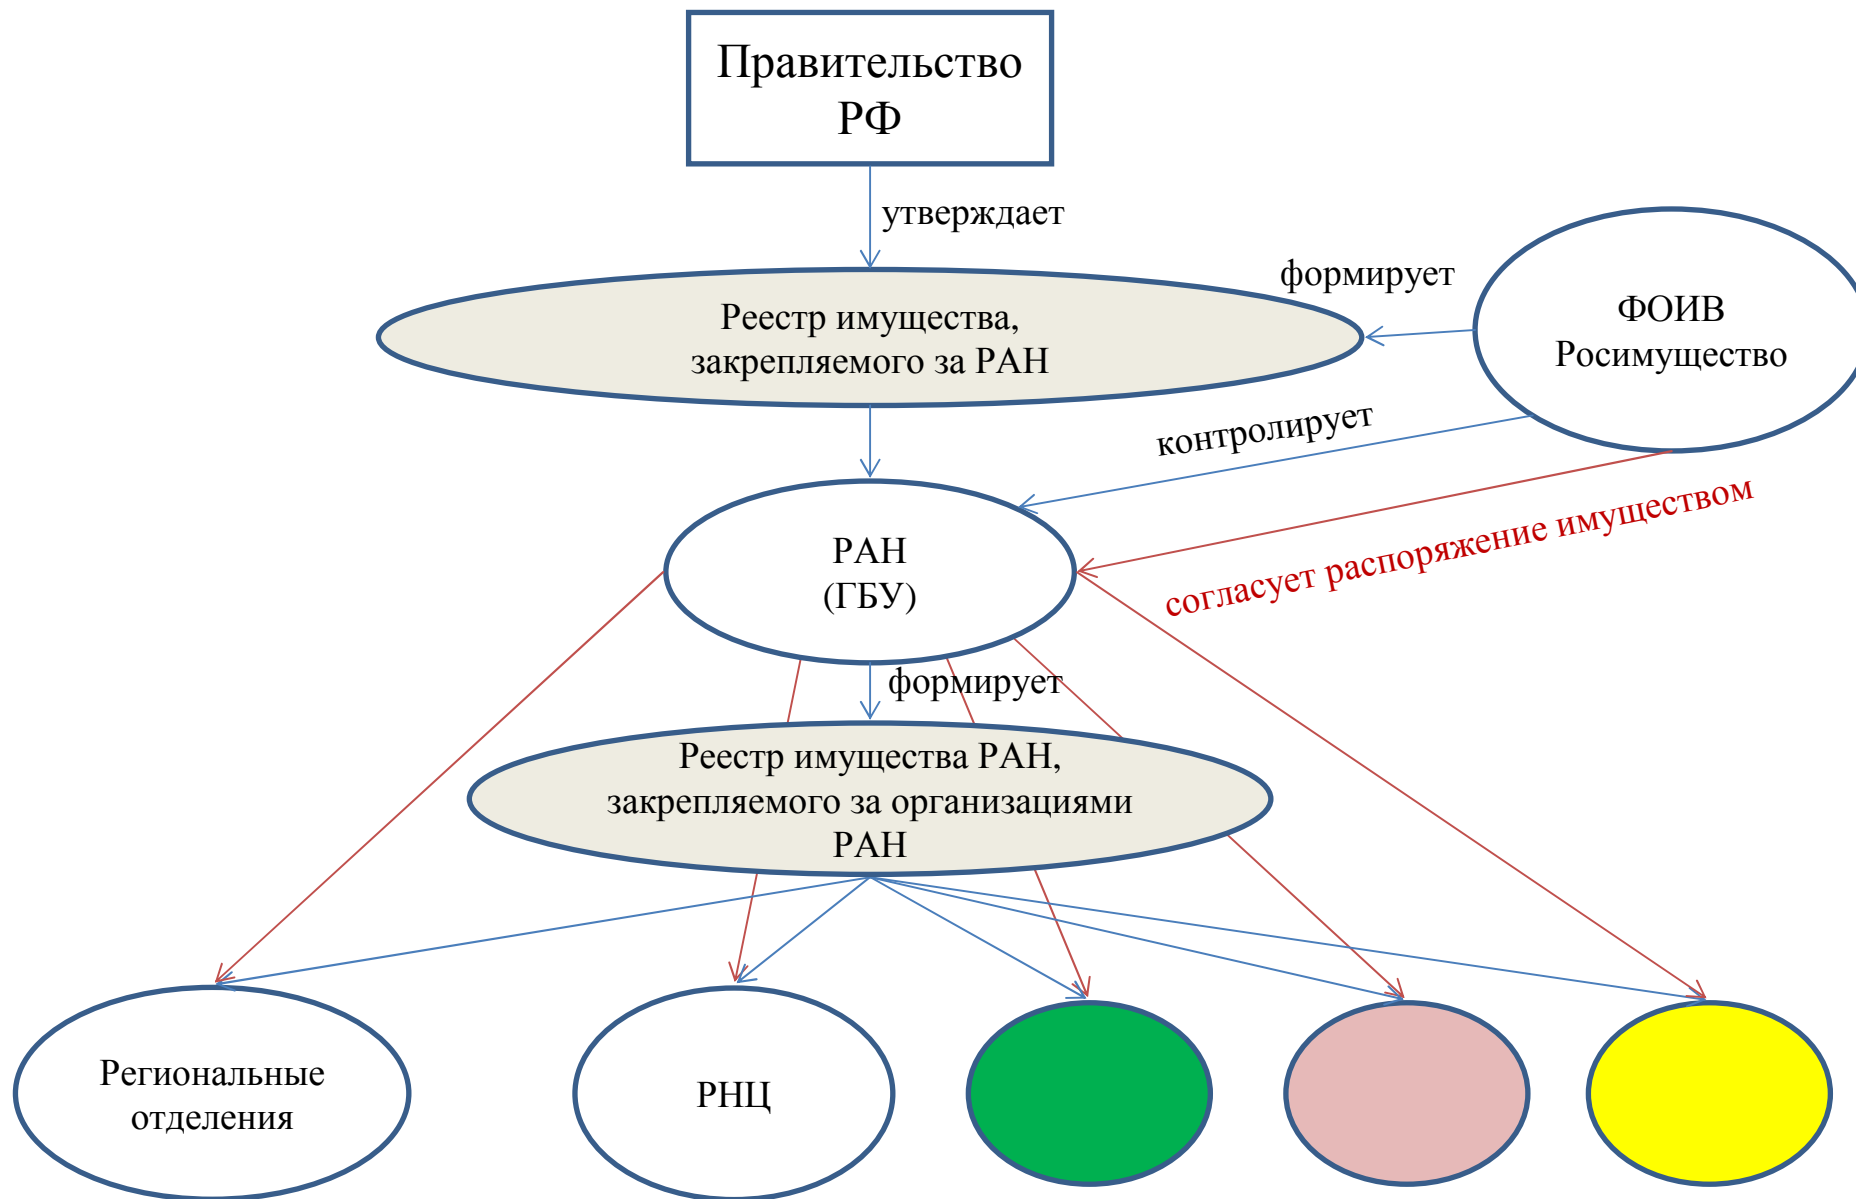 Правительство
РФ
утверждает
формирует
ФОИВ
Росимущество
Реестр имущества,
закрепляемого за РАН
контролирует
согласует распоряжение имуществом
РАН
(ГБУ)
формирует
Реестр имущества РАН,
закрепляемого за организациями
РАН
Региональные
отделения
РНЦ